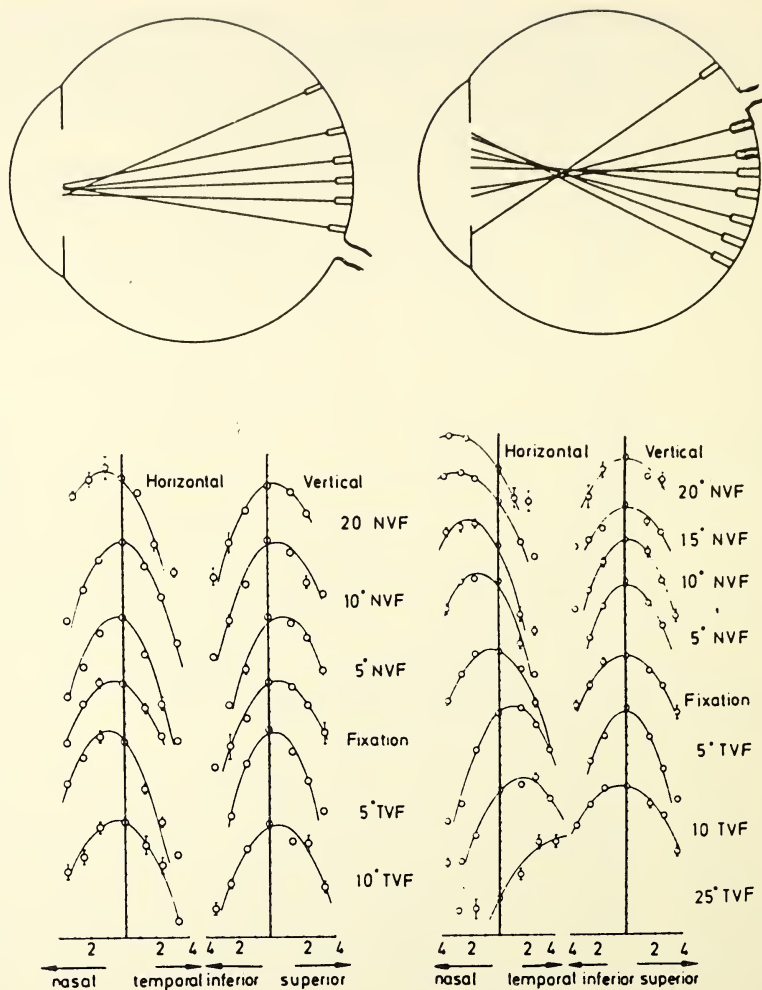 Horizontal Vertical
20 NVF
10° NVF
5° NVF
Fixation
5° TVF
10° TVF
2 2 4
nasal temporal
4 2 2 4
inferior superior
Horizontal Vertical
20° NVF
15° NVF
10° NVF
5° NVF
Fixation
5° TVF
10 TVF
25° TVF
4 2 2 4
nasal temporal
4 2 2 4
inferior superior